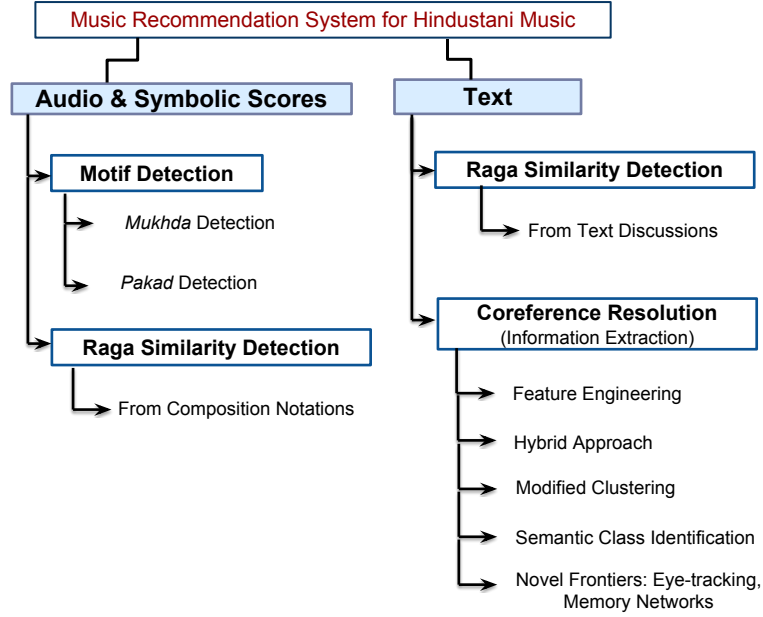 Music Recommendation System for Hindustani Music
Audio & Symbolic Scores
Motif Detection
Mukhda Detection
Pakad Detection
Raga Similarity Detection
From Composition Notations
Text
Raga Similarity Detection
From Text Discussions
Coreference Resolution
(Information Extraction)
Feature Engineering
Hybrid Approach
Modified Clustering
Semantic Class Identification
Novel Frontiers: Eye-tracking,
Memory Networks